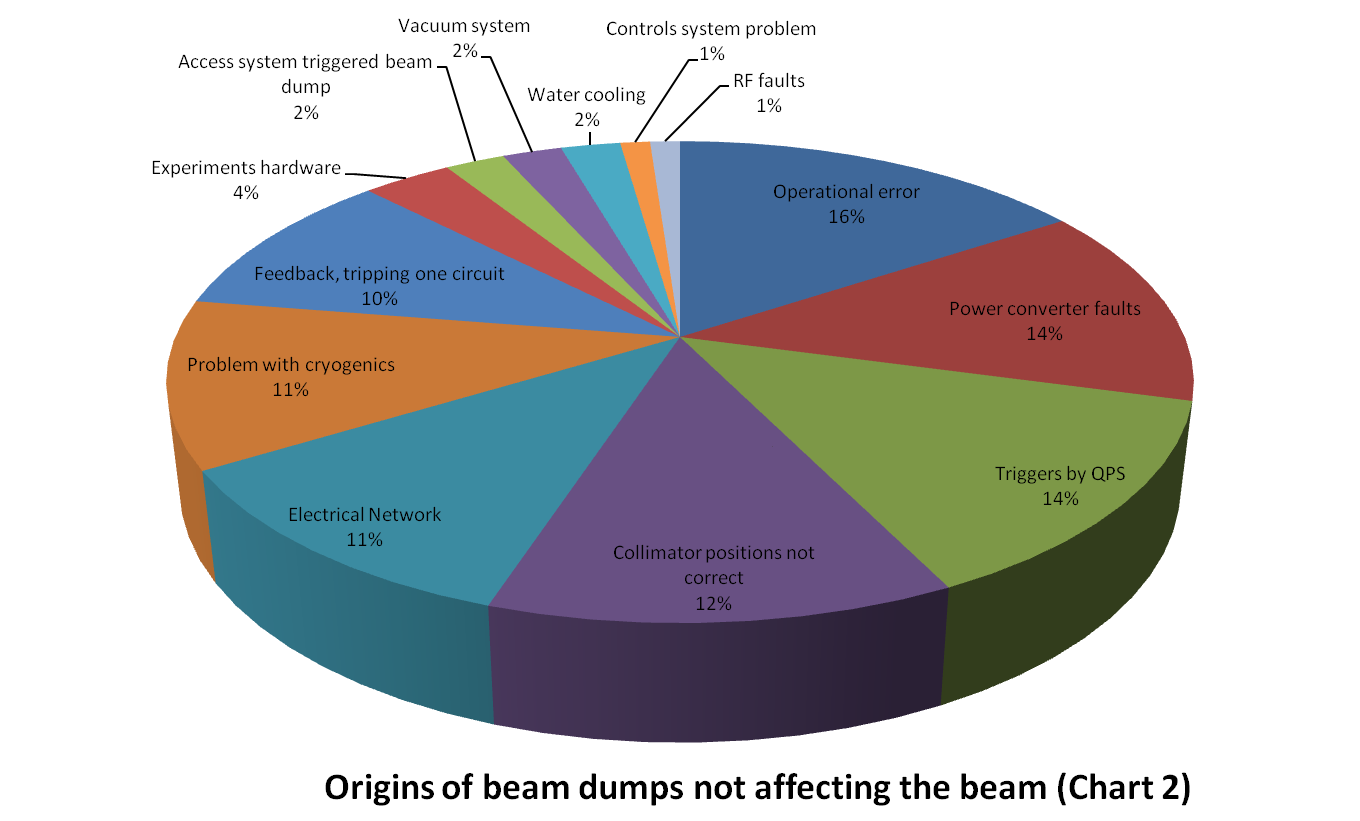 Vacuum system
2%
Controls system problem
1%
Access system triggered beam
dump
2%
RF faults
1%
Water cooling
2%
Experiments hardware
4%
Operational error
16%
Feedback, tripping one circuit
10%
Power converter faults
14%
Problem with cryogenics
11%
Triggers by QPS
14%
Electrical Network
11%
Collimator positions not
correct
12%
Origins of beam dumps not affecting the beam (Chart 2)